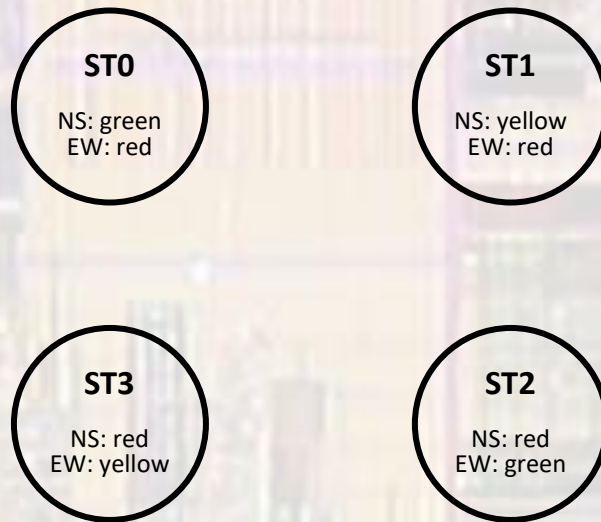 ST0
NS: green
EW: red
ST1
NS: yellow
EW: red
ST3
NS: red
EW: yellow
ST2
NS: red
EW: green